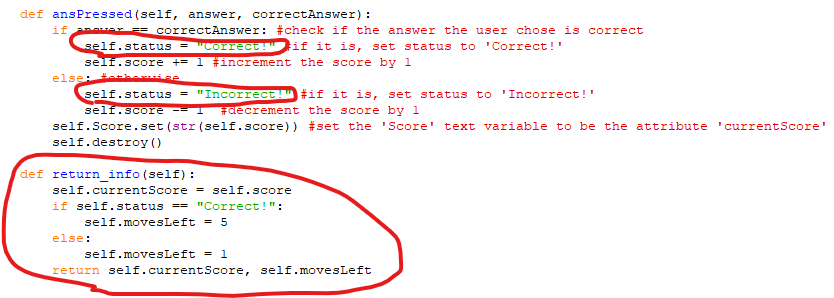 def ansPressed(self, answer, correctAnswer):
if answer == correctAnswer: #check if the answer the user chose is correct
self.status = "Correct!" #if it is, set status to 'Correct!'
self.score += 1 #increment the score by 1
else: #otherwise
self.status = "Incorrect!" #if it is, set status to 'Incorrect!'
self.score -= 1 #decrement the score by 1
self.Score.set(str(self.score)) #set the 'Score' text variable to be the attribute 'currentScore'
self.destroy()
def return_info(self):
self.currentScore = self.score
if self.status == "Correct!":
self.movesLeft = 5
else:
self.movesLeft = 1
return self.currentScore, self.movesLeft